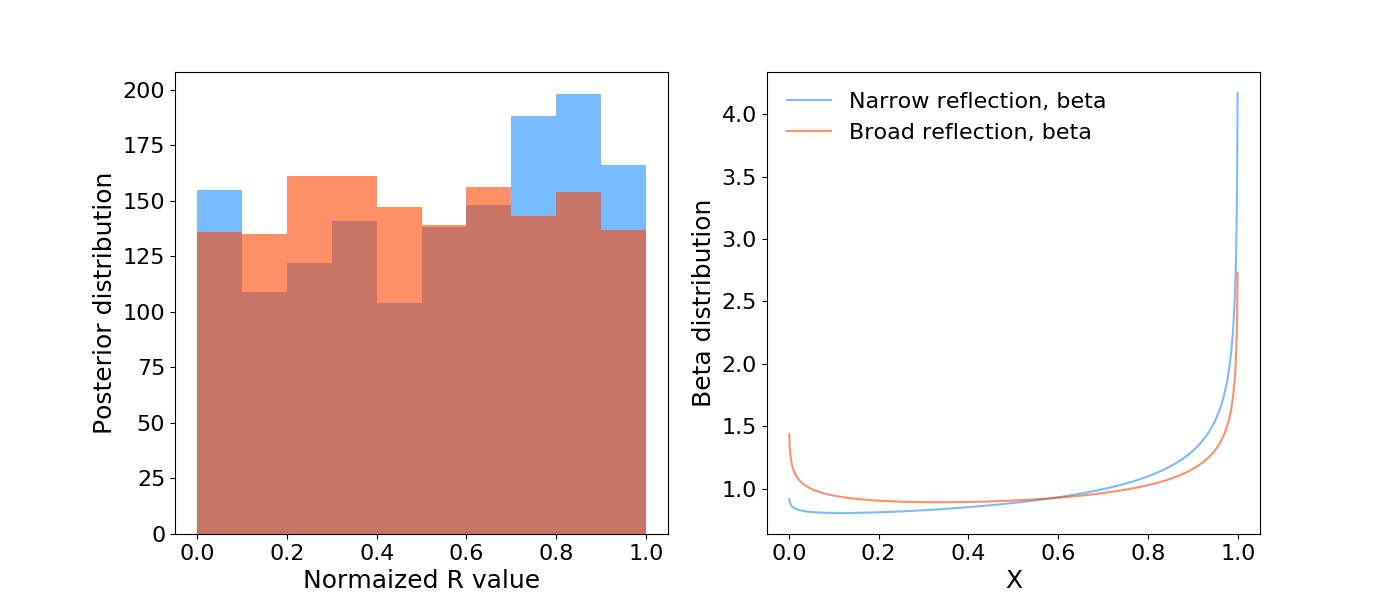 200
175
150
125
100
75
50
25
0
Posterior distribution
0.0 0.2 0.4 0.6 0.8 1.0
Normaized R value
Narrow reflection, beta
Broad reflection, beta
4.0
3.5
3.0
2.5
2.0
1.5
1.0
Beta distribution
0.0 0.2 0.4 0.6 0.8 1.0
X